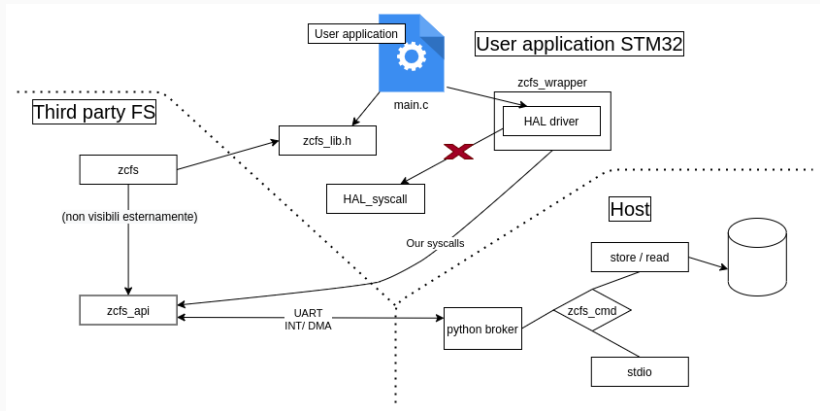 User application
User application STM32
main.c
zcfs_wrapper
HAL driver
Third party FS
zcfs_lib.h
zcfs
HAL_syscall
(non visibili esternamente)
Host
Our syscalls
store / read
zcfs_api
UART
INT/ DMA
python broker
zcfs_cmd
stdio